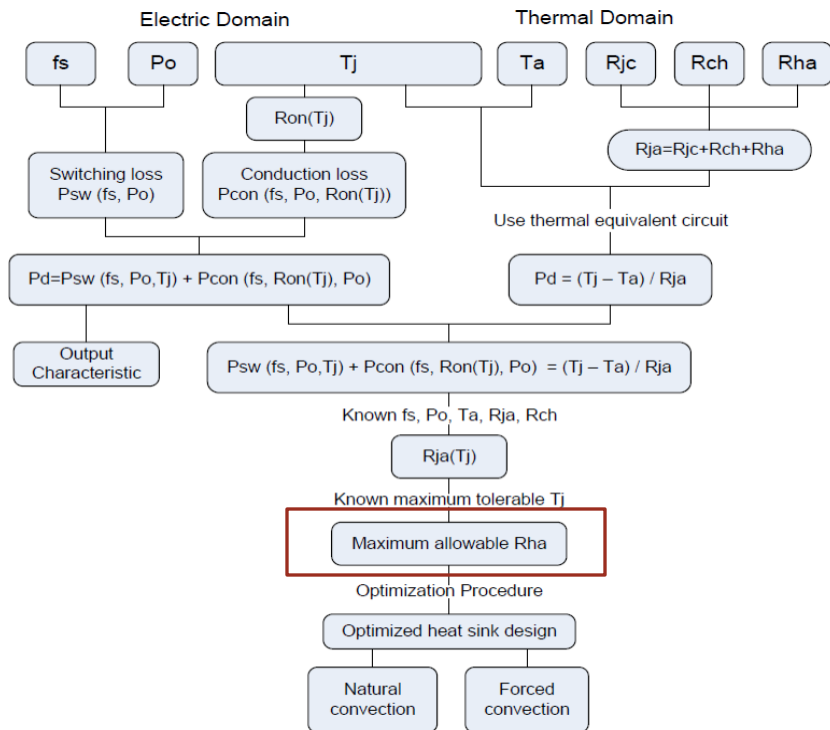 Electric Domain
Thermal Domain
fs
Po
Tj
Ta
Rjc
Rch
Rha
Ron(Tj)
Rja=Rjc+Rch+Rha
Switching loss
Psw (fs, Po)
Conduction loss
Pcon (fs, Po, Ron(Tj))
Use thermal equivalent circuit
Pd=Psw (fs, Po,Tj) + Pcon (fs, Ron(Tj), Po)
Pd = (Tj – Ta) / Rja
Output
Characteristic
Psw (fs, Po,Tj) + Pcon (fs, Ron(Tj), Po) = (Tj – Ta) / Rja
Known fs, Po, Ta, Rja, Rch
Rja(Tj)
Known maximum tolerable Tj
Maximum allowable Rha
Optimization Procedure
Optimized heat sink design
Natural
convection
Forced
convection